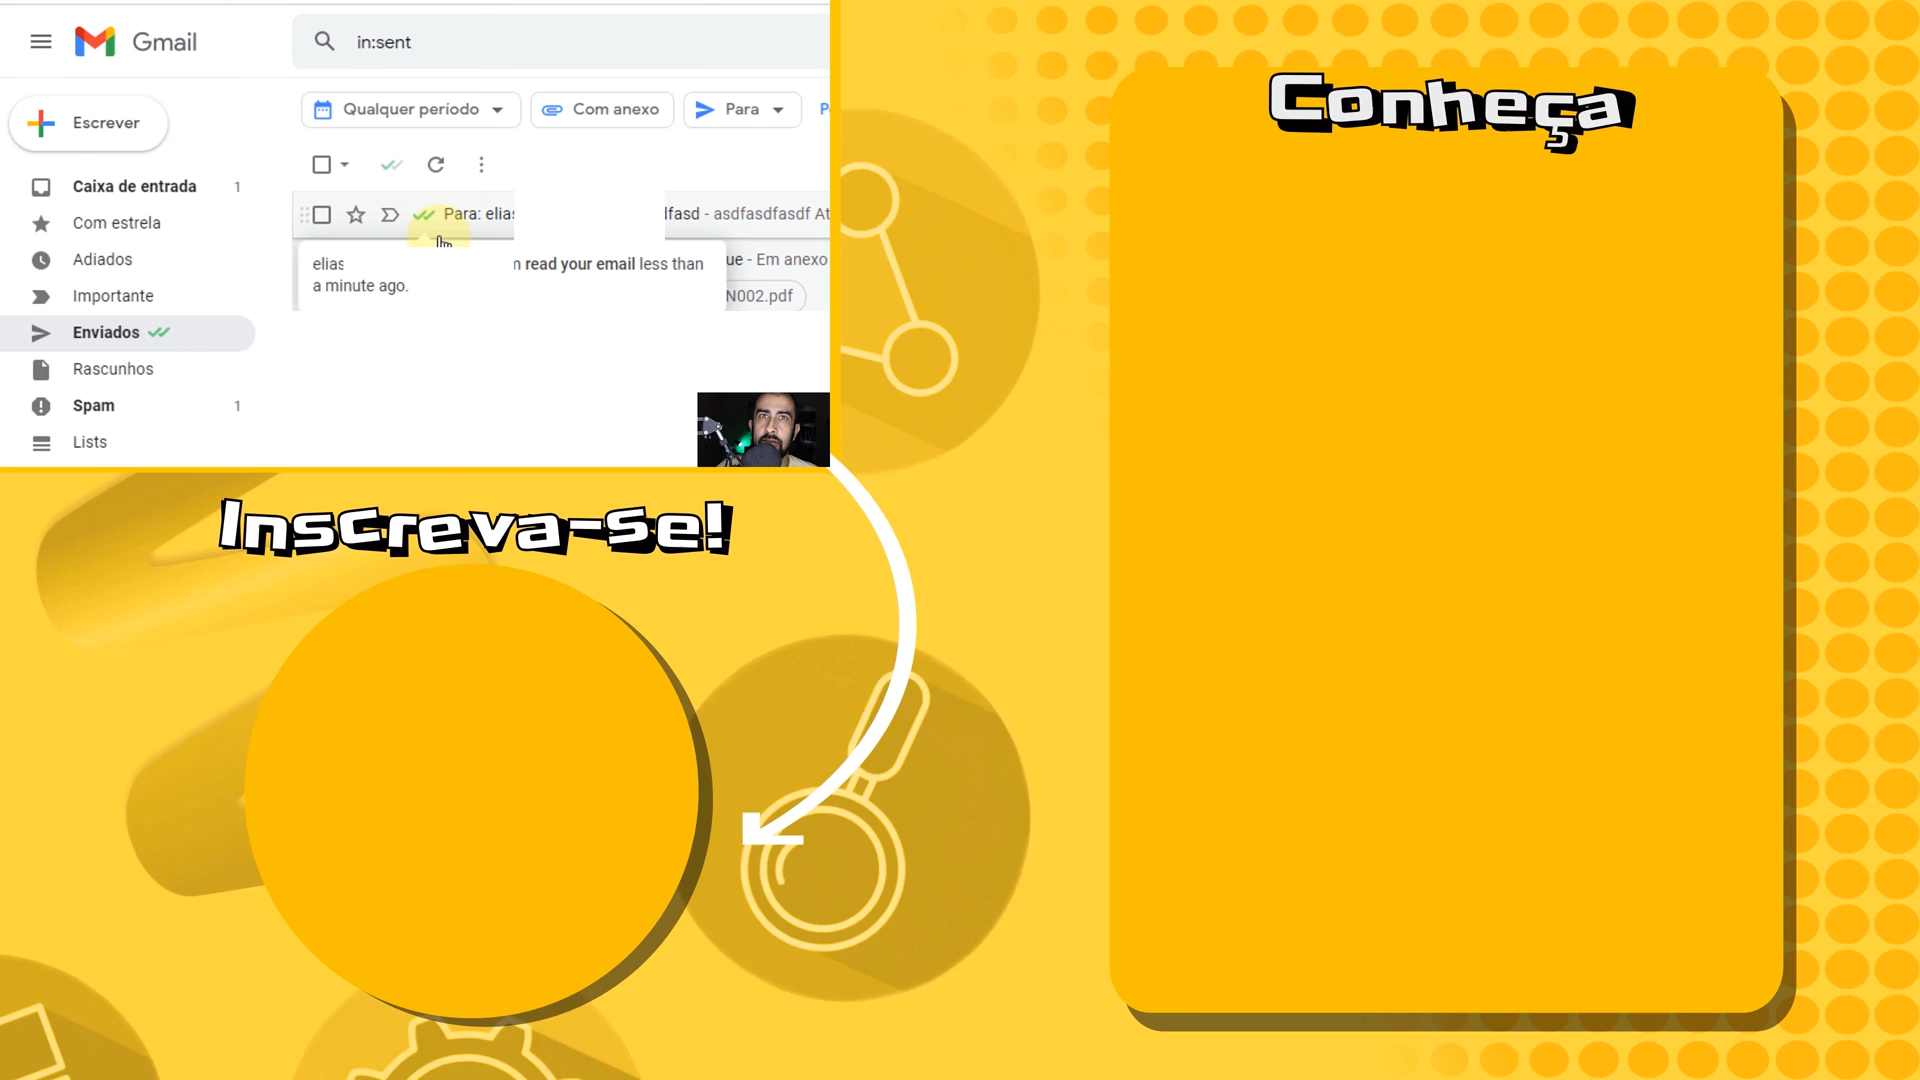 Gmail
in:sent
Qualquer período
Com anexo
Para
Escrever
Caixa de entrada 1
Com estrela
Adiados
Importante
Enviados
Rascunhos
Spam 1
Lists
Para: elias
dfasd - asdfasdfasdf At
elias
m read your email less than
a minute ago.
ue - Em anexo
N002.pdf
Inscreva-se!
Conheça